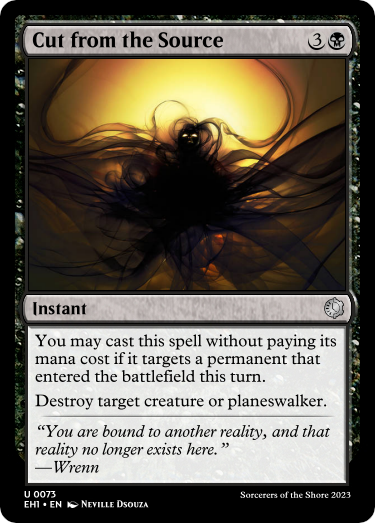 Cut from the Source 3
Instant
You may cast this spell without paying its
mana cost if it targets a permanent that
entered the battlefield this turn.
Destroy target creature or planeswalker.
“You are bound to another reality, and that
reality no longer exists here.”
—Wrenn
U 0073
EH1 • EN Neville Dsouza
Sorcerers of the Shore 2023